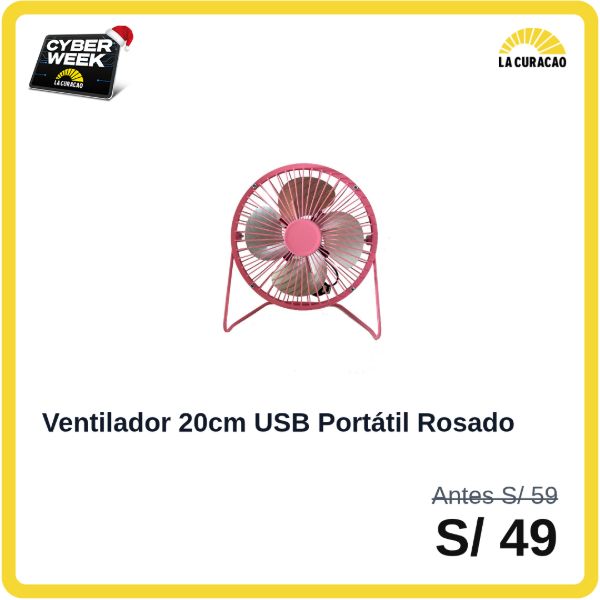 CYBER
WEEK
LA CURACAO
LA CURACAO
Ventilador 20cm USB Portátil Rosado
Antes S/ 59
S/ 49